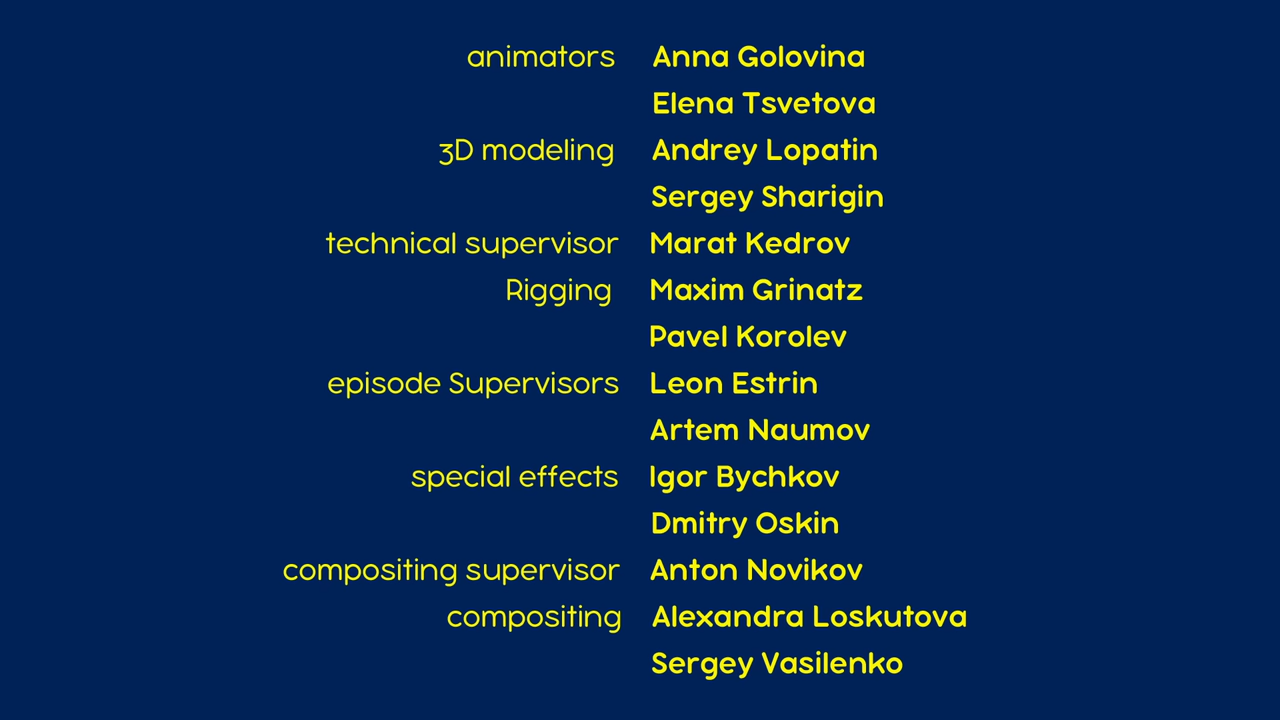 animators Anna Golovina
Elena Tsvetova
3D modeling Andrey Lopatin
Sergey Sharigin
technical supervisor Marat Kedrov
Rigging Maxim Grinatz
Pavel Korolev
episode Supervisors Leon Estrin
Artem Naumov
special effects Igor Bychkov
Dmitry Oskin
compositing supervisor Anton Novikov
compositing Alexandra Loskutova
Sergey Vasilenko